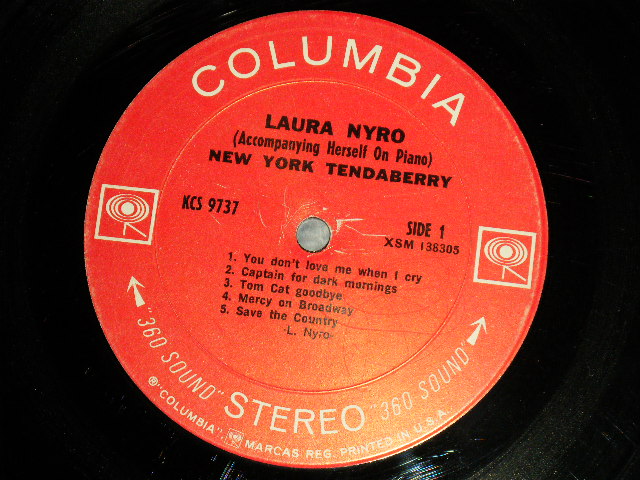 COLUMBIA
LAURA NYRO
(Accompanying Herself On Piano)
NEW YORK TENDABERRY
KCS 9737
SIDE 1
XSM 138305
1. You don't love me when I cry
2. Captain for dark mornings
3. Tom Cat goodbye
4. Mercy on Broadway
5. Save the Country
-L. Nyro-
"360 SOUND" STEREO "360 SOUND"
® "COLUMBIA", MARCAS REG. PRINTED IN U.S.A.